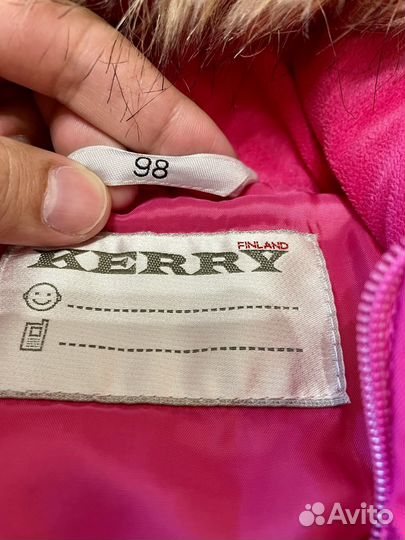 98
FINLAND
KERRY
Avito